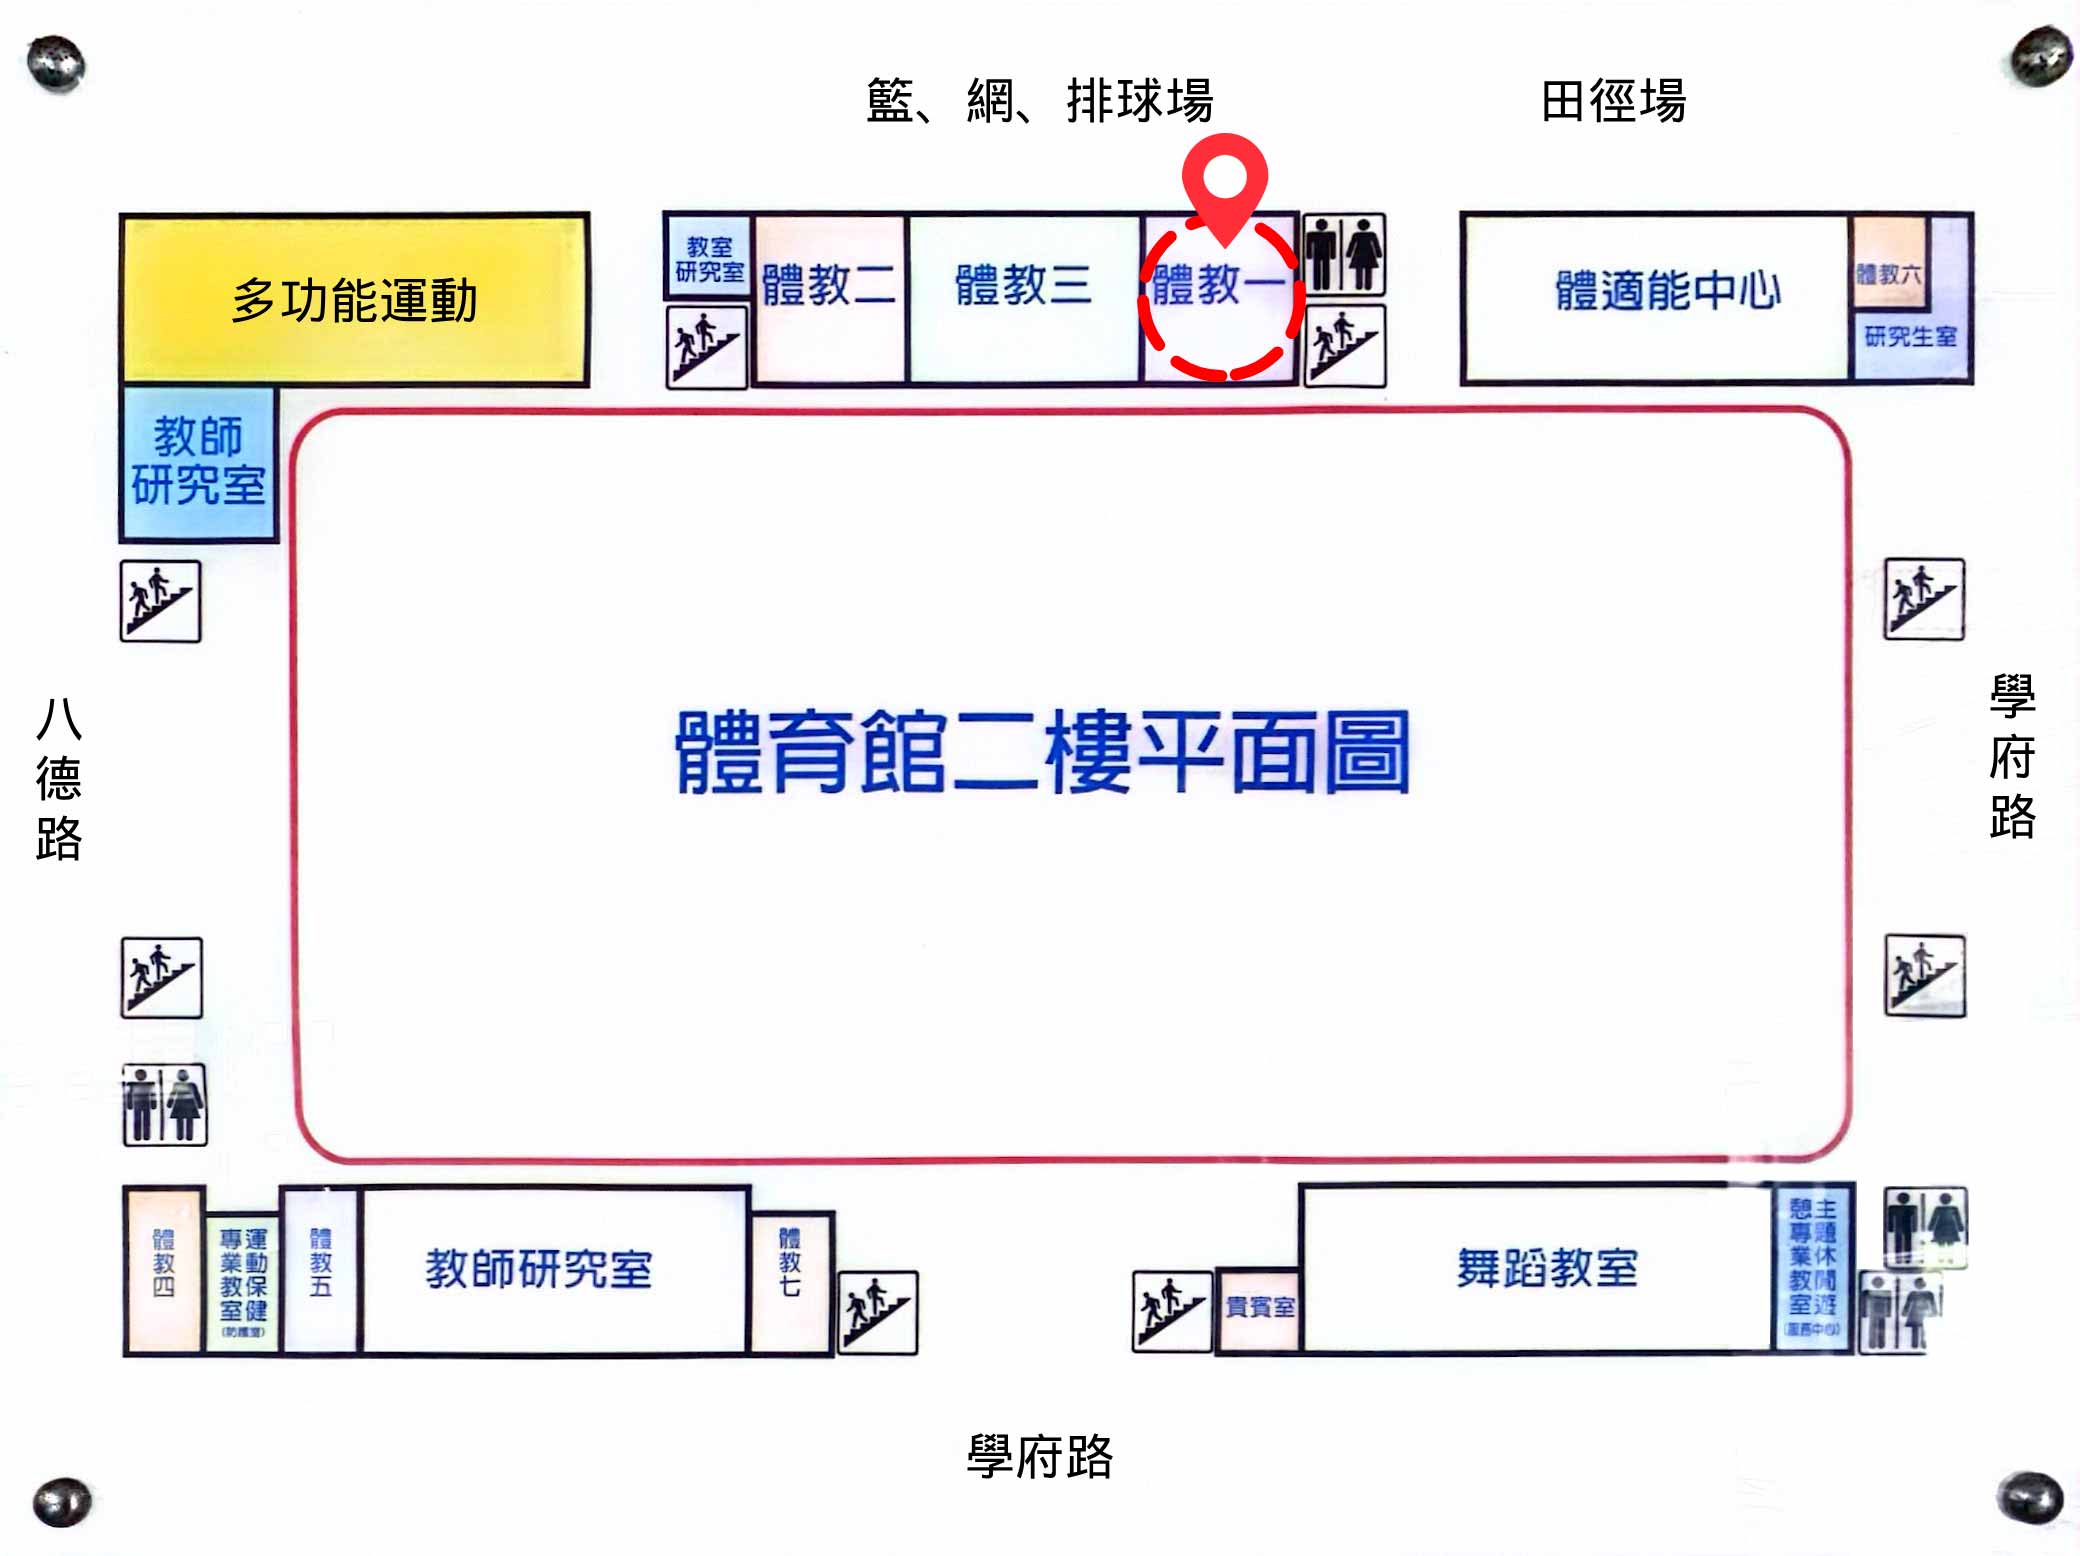 籃、網、排球場
田徑場
多功能運動
教室
研究室
體教二
體教三
體教一
體適能中心
體教六
研究生室
教師
研究室
八德路
體育館二樓平面圖
學府路
體教四
運動保健
專業教室
(防護室)
體教五
教師研究室
體教七
貴賓室
舞蹈教室
主題休閒遊
憩專業教室
(服務中心)
學府路